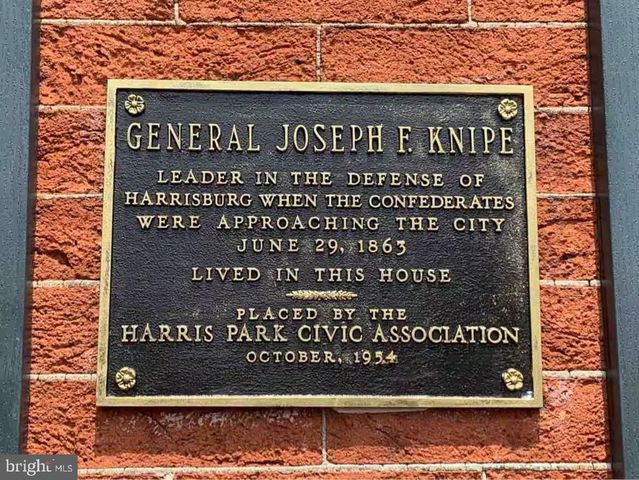 GENERAL JOSEPH F. KNIPE
LEADER IN THE DEFENSE OF
HARRISBURG WHEN THE CONFEDERATES
WERE APPROACHING THE CITY
JUNE 29, 1863
LIVED IN THIS HOUSE
PLACED BY THE
HARRIS PARK CIVIC ASSOCIATION
OCTOBER, 1954
bright MLS